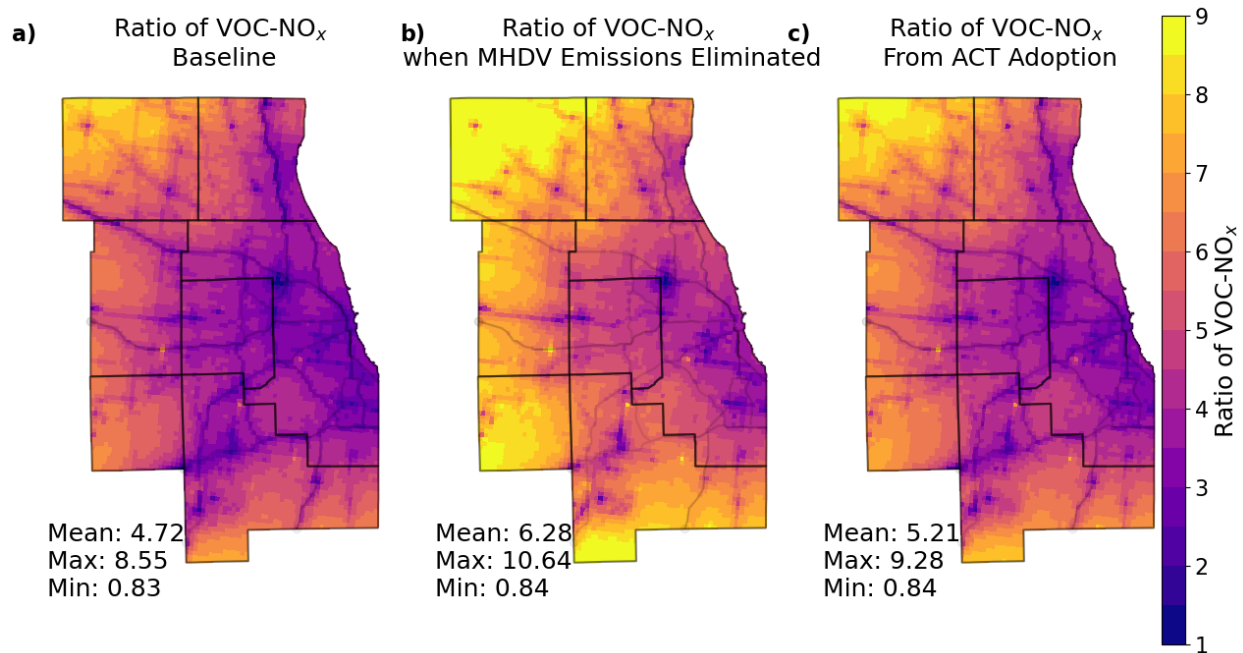 a)
Ratio of VOC-NOx
Baseline
Mean: 4.72
Max: 8.55
Min: 0.83
b)
Ratio of VOC-NOx
when MHDV Emissions Eliminated
Mean: 6.28
Max: 10.64
Min: 0.84
c)
Ratio of VOC-NOx
From ACT Adoption
Mean: 5.21
Max: 9.28
Min: 0.84
9
8
7
6
5
4
3
2
1
Ratio of VOC-NOx